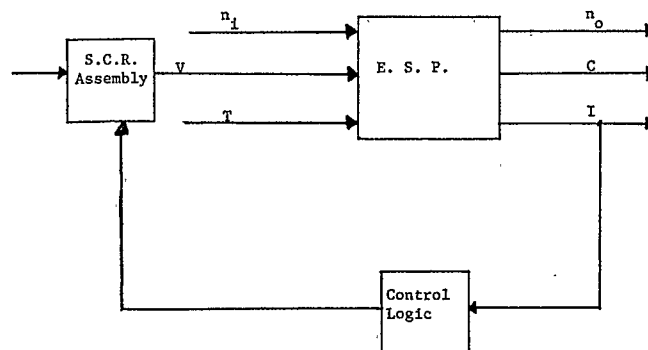 n_i
n_o
S.C.R.
Assembly
V
E. S. P.
C
T
I
Control
Logic